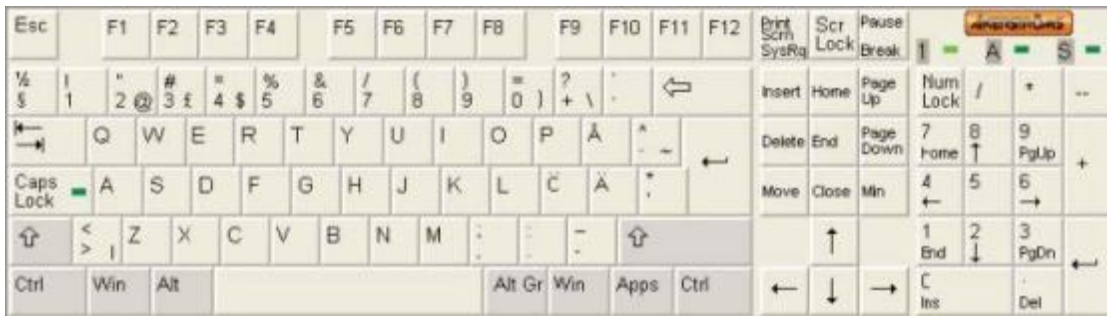 Esc F1 F2 F3 F4 F5 F6 F7 F8 F9 F10 F11 F12 Print Scrn SysRq Scr Lock Pause Break 1 A S
½ § ! 1 " 2 @ # 3 £ ¤ 4 $ % 5 & 6 / 7 ( 8 ) 9 = 0 } ? + \ Insert Home Page Up Num Lock / * --
Q W E R T Y U I O P Å ^ ~ Delete End Page Down 7 Home 8 ↑ 9 PgUp +
Caps Lock A S D F G H J K L Ö Ä Move Close Min 4 ← 5 6 →
< > | Z X C V B N M ; : _ - ↑ 1 End 2 ↓ 3 PgDn
Ctrl Win Alt Alt Gr Win Apps Ctrl ← ↓ → Ins Del